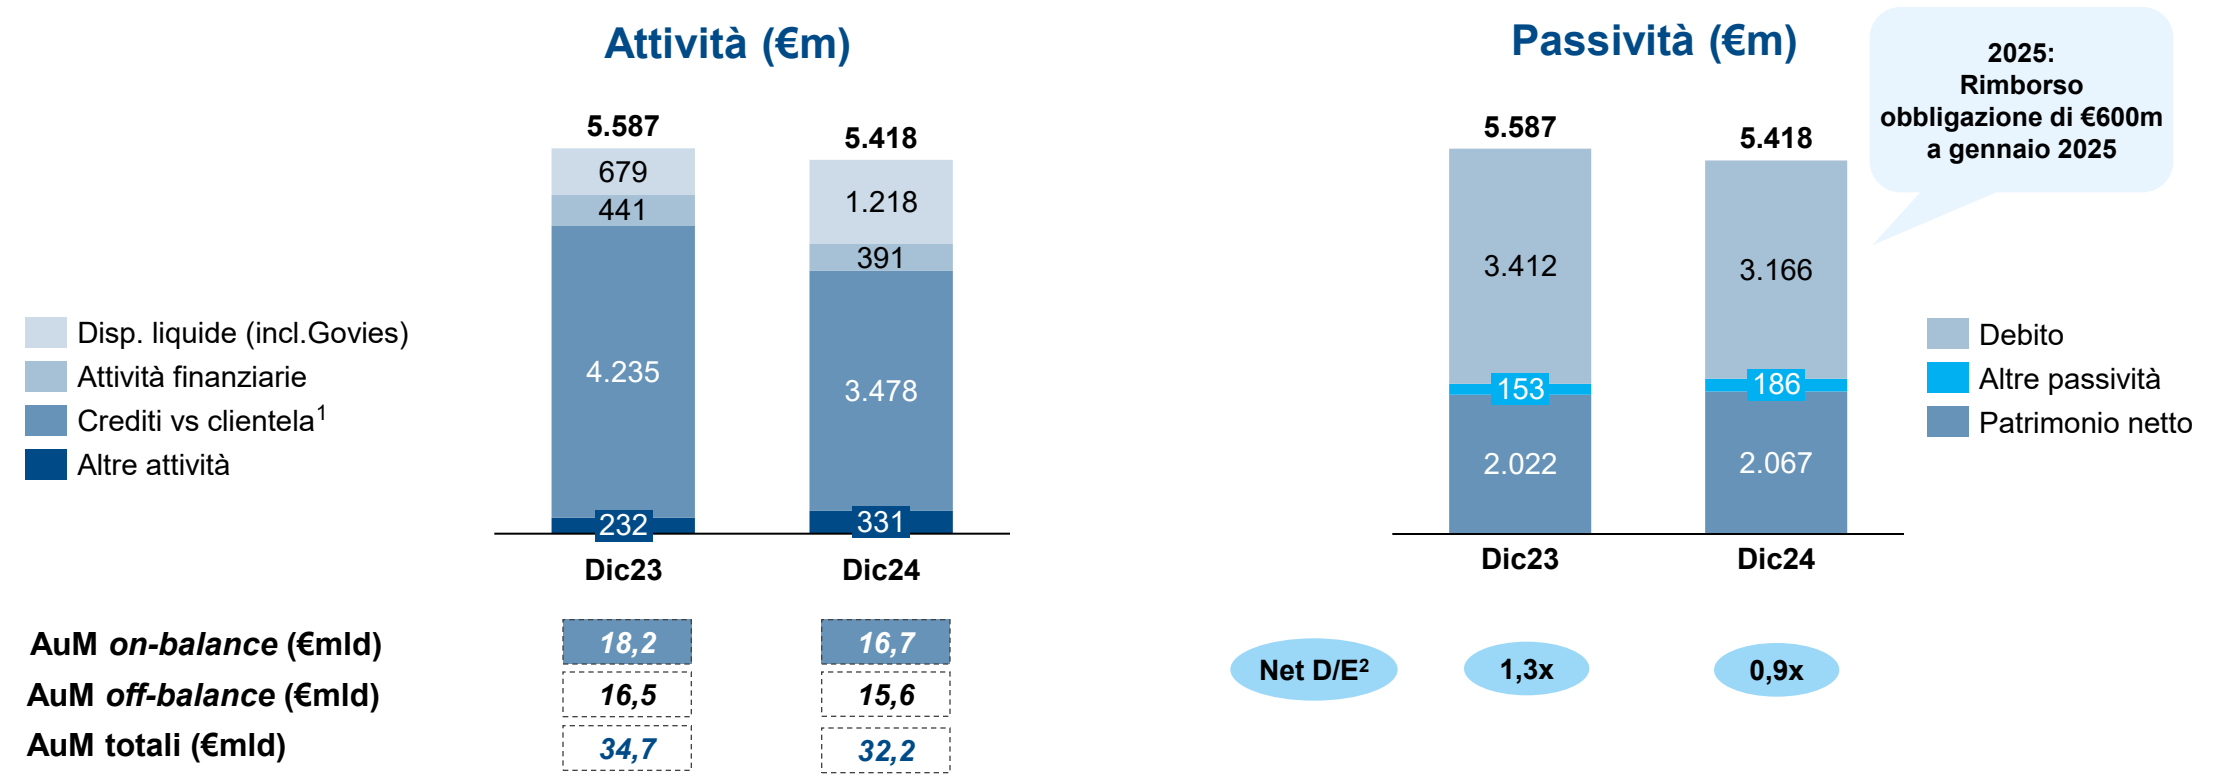 Attività (€m)
5.587
5.418
679
441
4.235
232
1.218
391
3.478
331
Dic23
Dic24
Disp. liquide (incl.Govies)
Attività finanziarie
Crediti vs clientela1
Altre attività
AuM on-balance (€mld)
18,2
16,7
AuM off-balance (€mld)
16,5
15,6
AuM totali (€mld)
34,7
32,2
Passività (€m)
2025:
Rimborso
obbligazione di €600m
a gennaio 2025
5.587
5.418
3.412
153
2.022
3.166
186
2.067
Dic23
Dic24
Debito
Altre passività
Patrimonio netto
Net D/E2
1,3x
0,9x